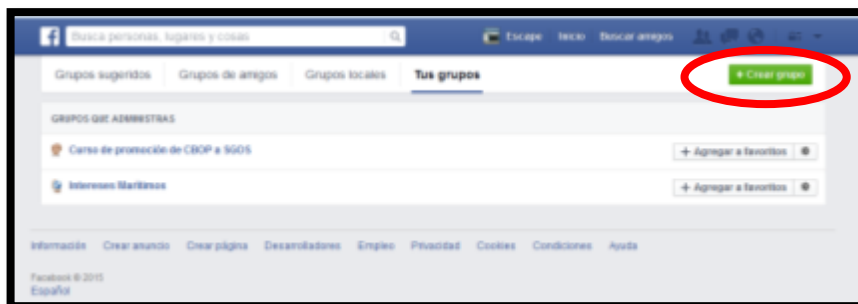 f Busca personas, lugares y cosas Escape Inicio Buscar amigos
Grupos sugeridos Grupos de amigos Grupos locales Tus grupos + Crear grupo
GRUPOS QUE ADMINISTRAS
Curso de promoción de CBOP a SGOS + Agregar a favoritos
Intereses Marítimos + Agregar a favoritos
Información Crear anuncio Crear página Desarrolladores Empleo Privacidad Cookies Condiciones Ayuda
Facebook © 2015
Español